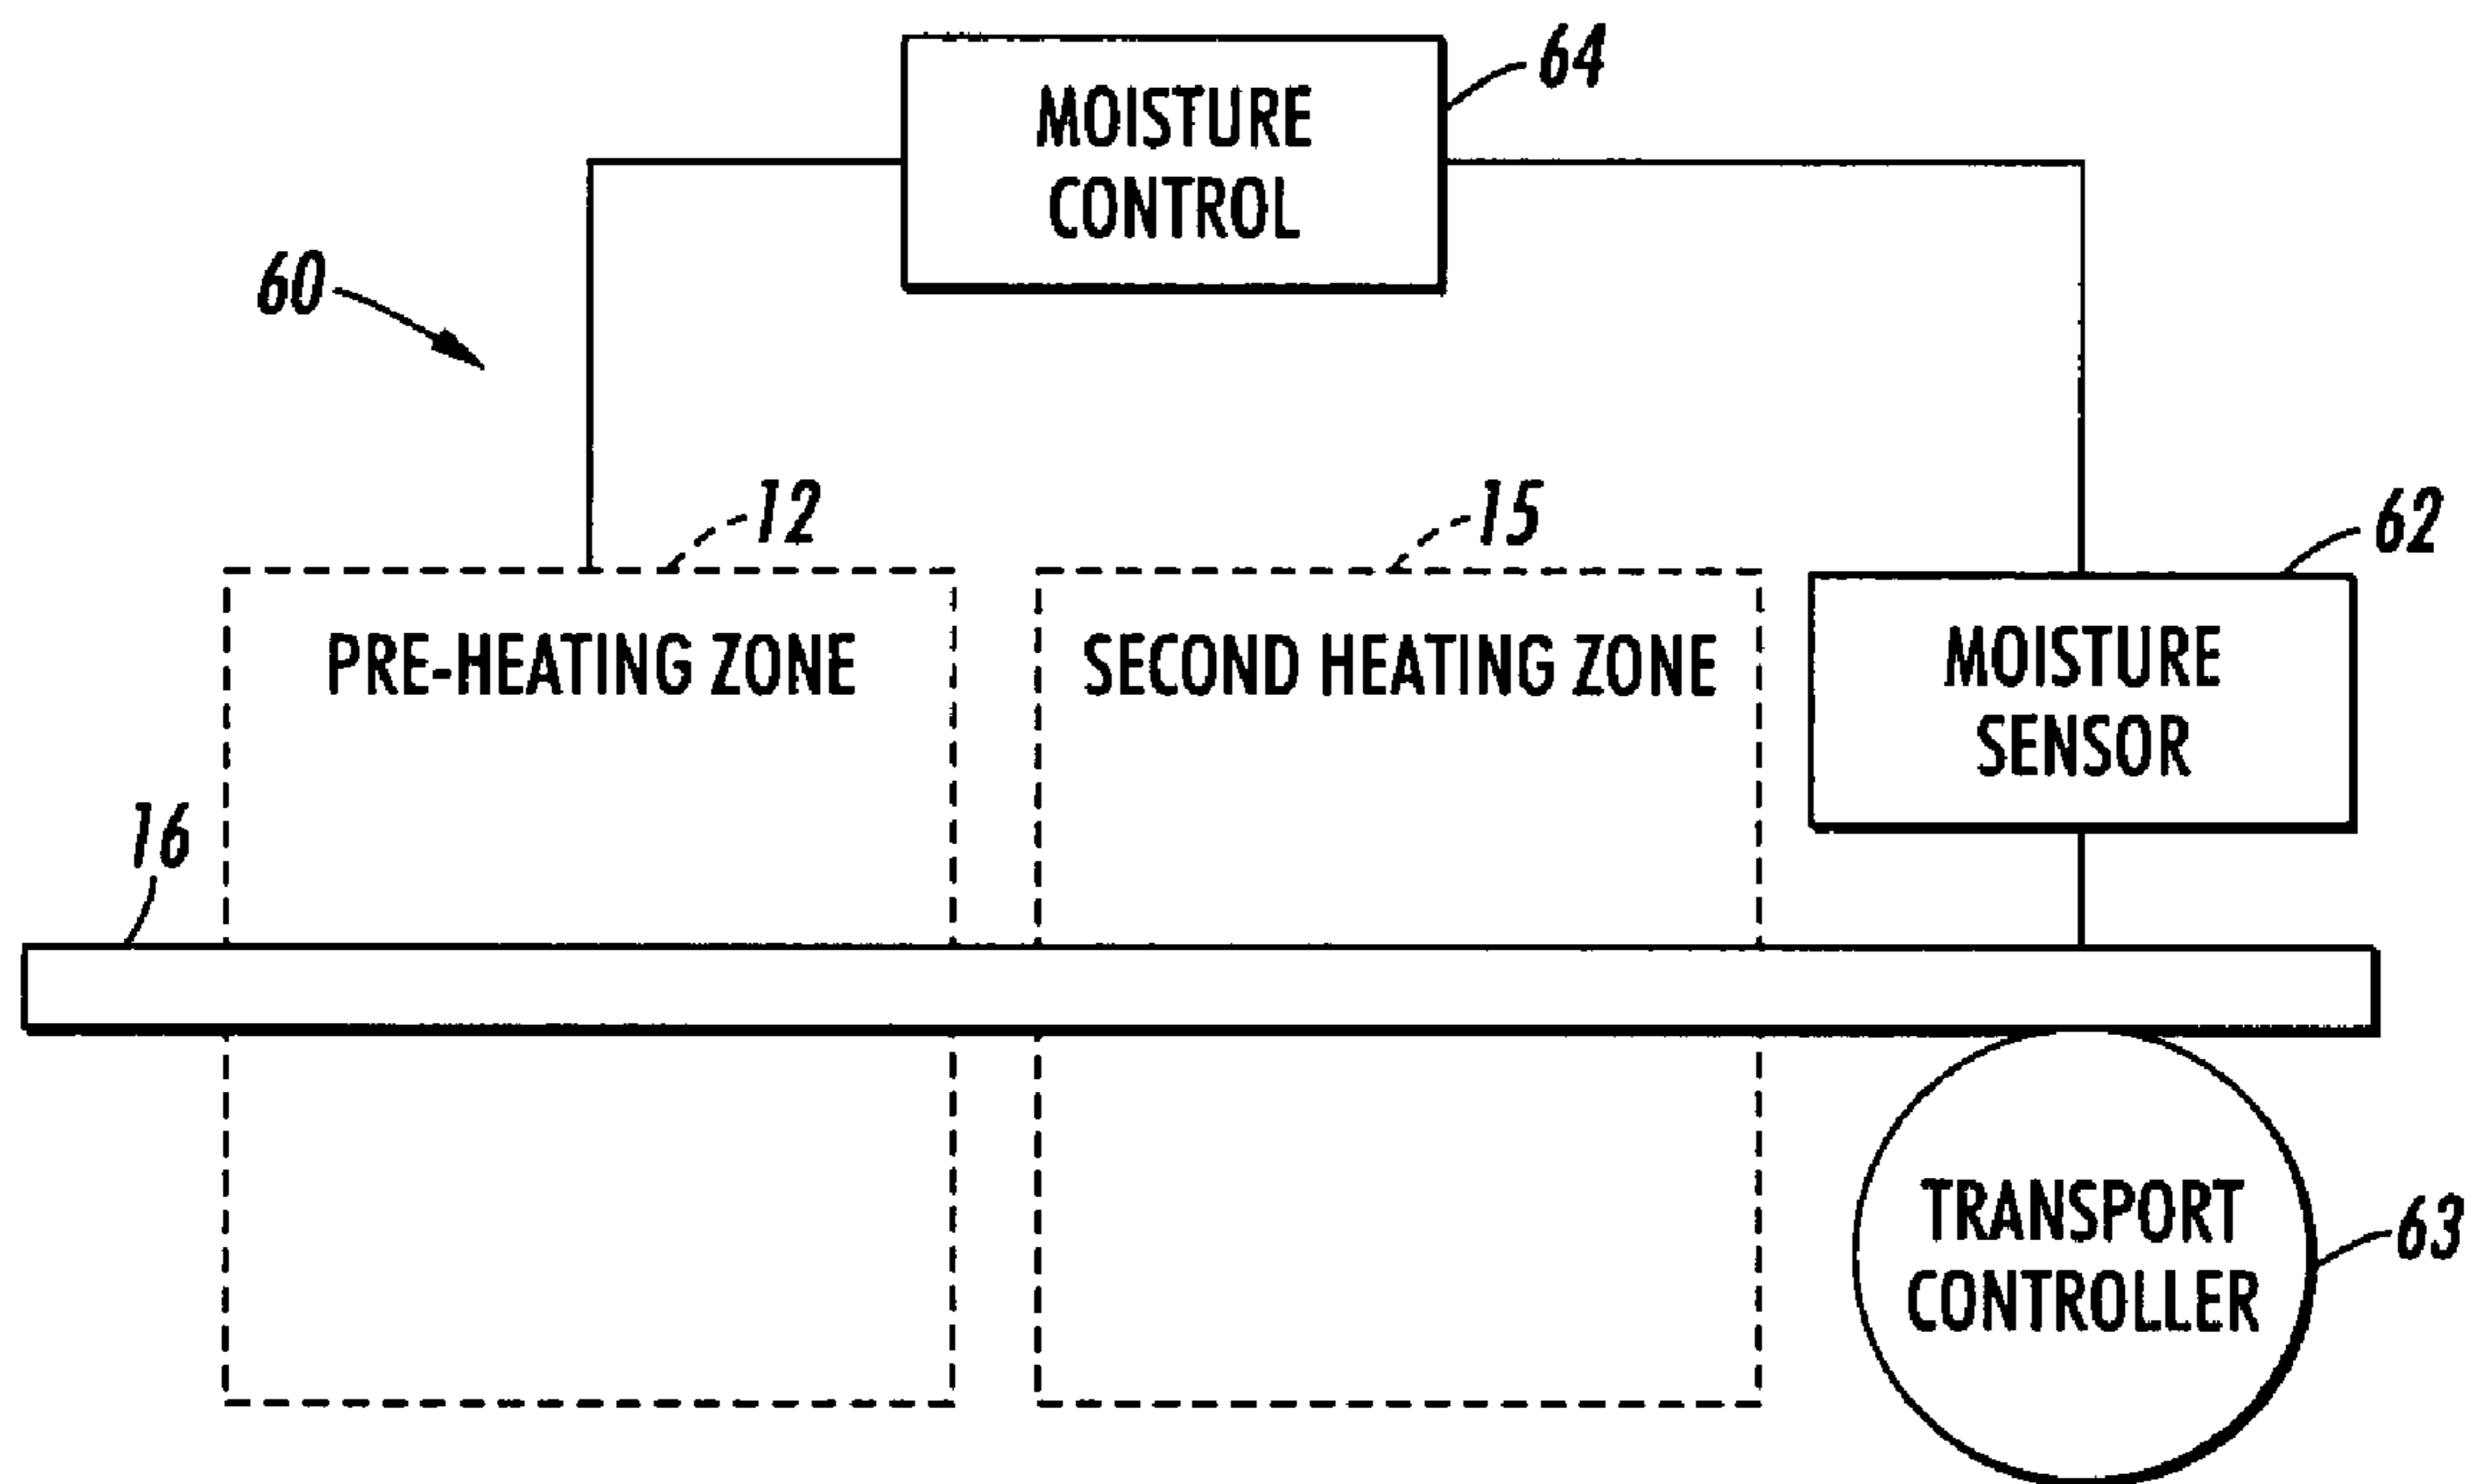 64
MOISTURE
CONTROL
60
12
15
62
PRE-HEATING ZONE
SECOND HEATING ZONE
MOISTURE
SENSOR
16
TRANSPORT
CONTROLLER
63